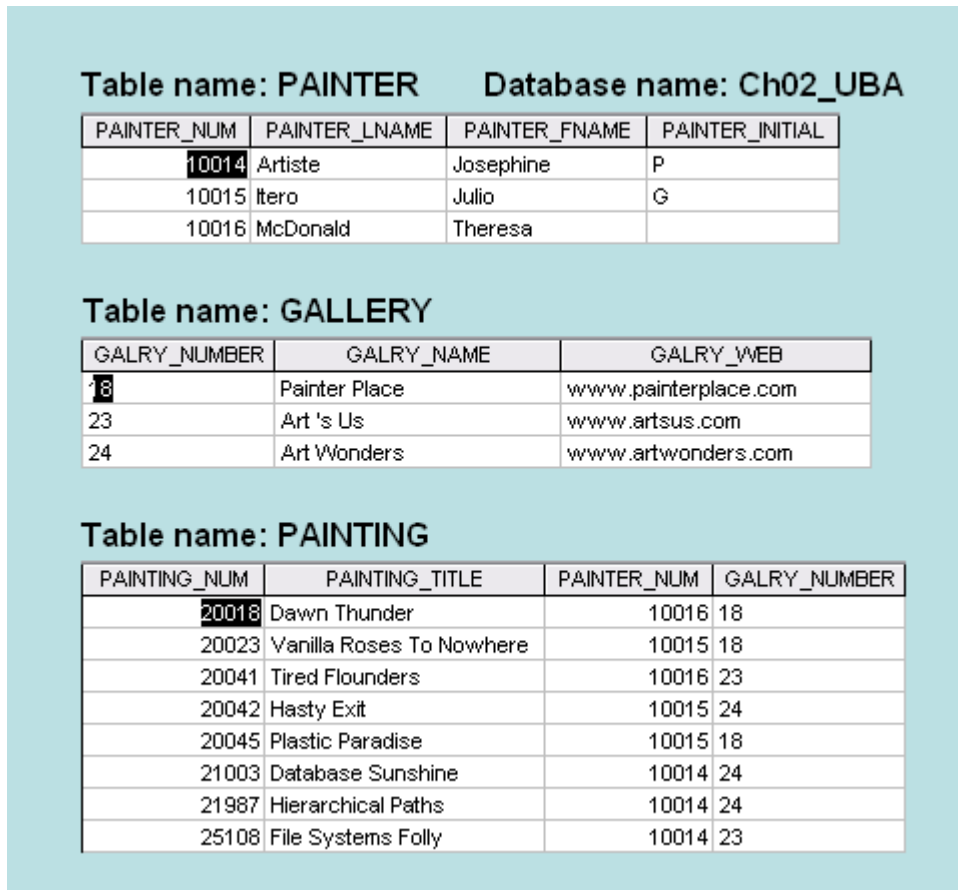 Table name: PAINTER Database name: Ch02_UBA
PAINTER_NUM PAINTER_LNAME PAINTER_FNAME PAINTER_INITIAL
10014 Artiste Josephine P
10015 Itero Julio G
10016 McDonald Theresa
Table name: GALLERY
GALRY_NUMBER GALRY_NAME GALRY_WEB
18 Painter Place www.painterplace.com
23 Art 's Us www.artsus.com
24 Art Wonders www.artwonders.com
Table name: PAINTING
PAINTING_NUM PAINTING_TITLE PAINTER_NUM GALRY_NUMBER
20018 Dawn Thunder 10016 18
20023 Vanilla Roses To Nowhere 10015 18
20041 Tired Flounders 10016 23
20042 Hasty Exit 10015 24
20045 Plastic Paradise 10015 18
21003 Database Sunshine 10014 24
21987 Hierarchical Paths 10014 24
25108 File Systems Folly 10014 23